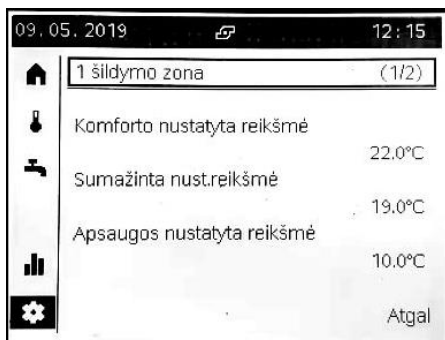 09.05.2019 12:15
1 šildymo zona (1/2)
Komforto nustatyta reikšmė
22.0°C
Sumažinta nust.reikšmė
19.0°C
Apsaugos nustatyta reikšmė
10.0°C
Atgal